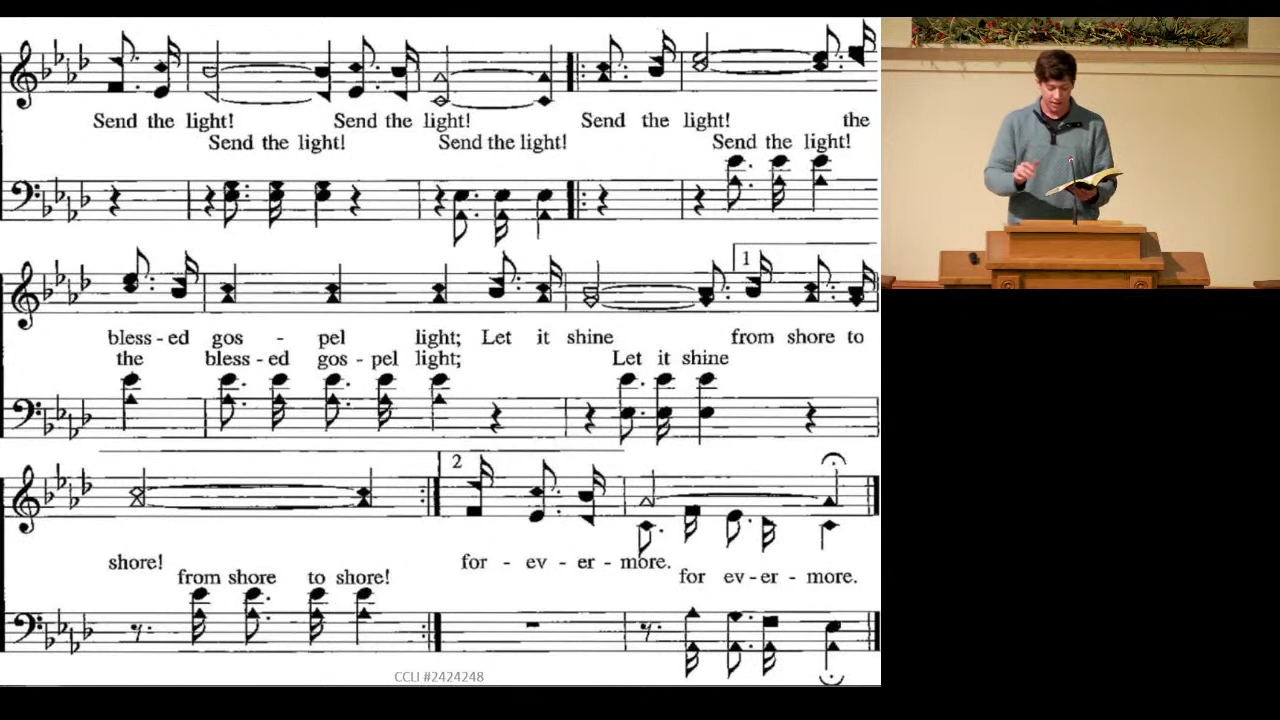 Send the light! Send the light! Send the light! the
Send the light! Send the light! Send the light!
1
bless - ed gos - pel light; Let it shine from shore to
the bless - ed gos - pel light; Let it shine
2
shore! for - ev - er - more.
from shore to shore! for ev - er - more.
CCLI #2424248